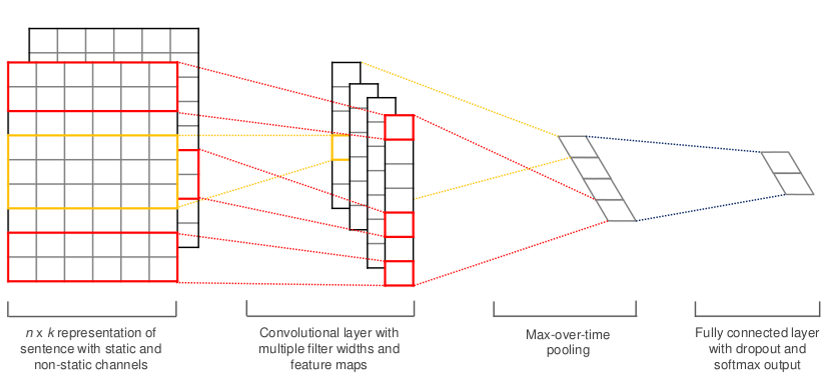 n x k representation of
sentence with static and
non-static channels
Convolutional layer with
multiple filter widths and
feature maps
Max-over-time
pooling
Fully connected layer
with dropout and
softmax output